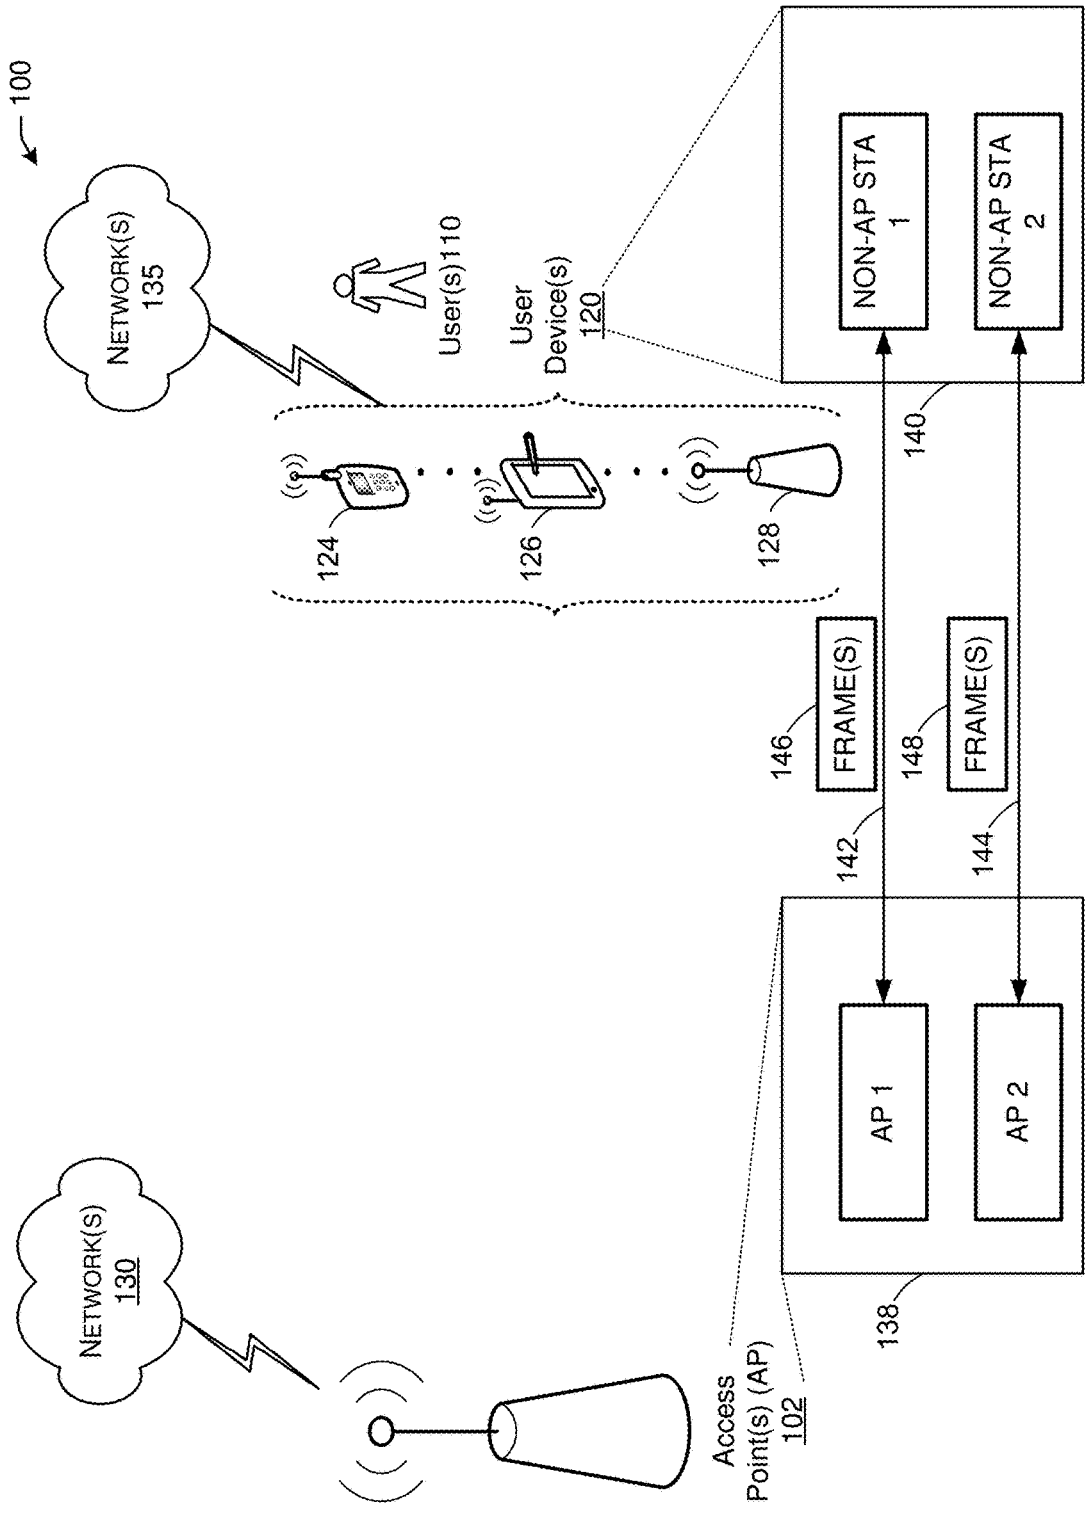 100
NETWORK(S)
130
NETWORK(S)
135
User(s)110
124
126
128
User
Device(s)
120
Access
Point(s) (AP)
102
146
FRAME(S)
142
148
FRAME(S)
144
AP 1
AP 2
138
NON-AP STA
1
NON-AP STA
2
140